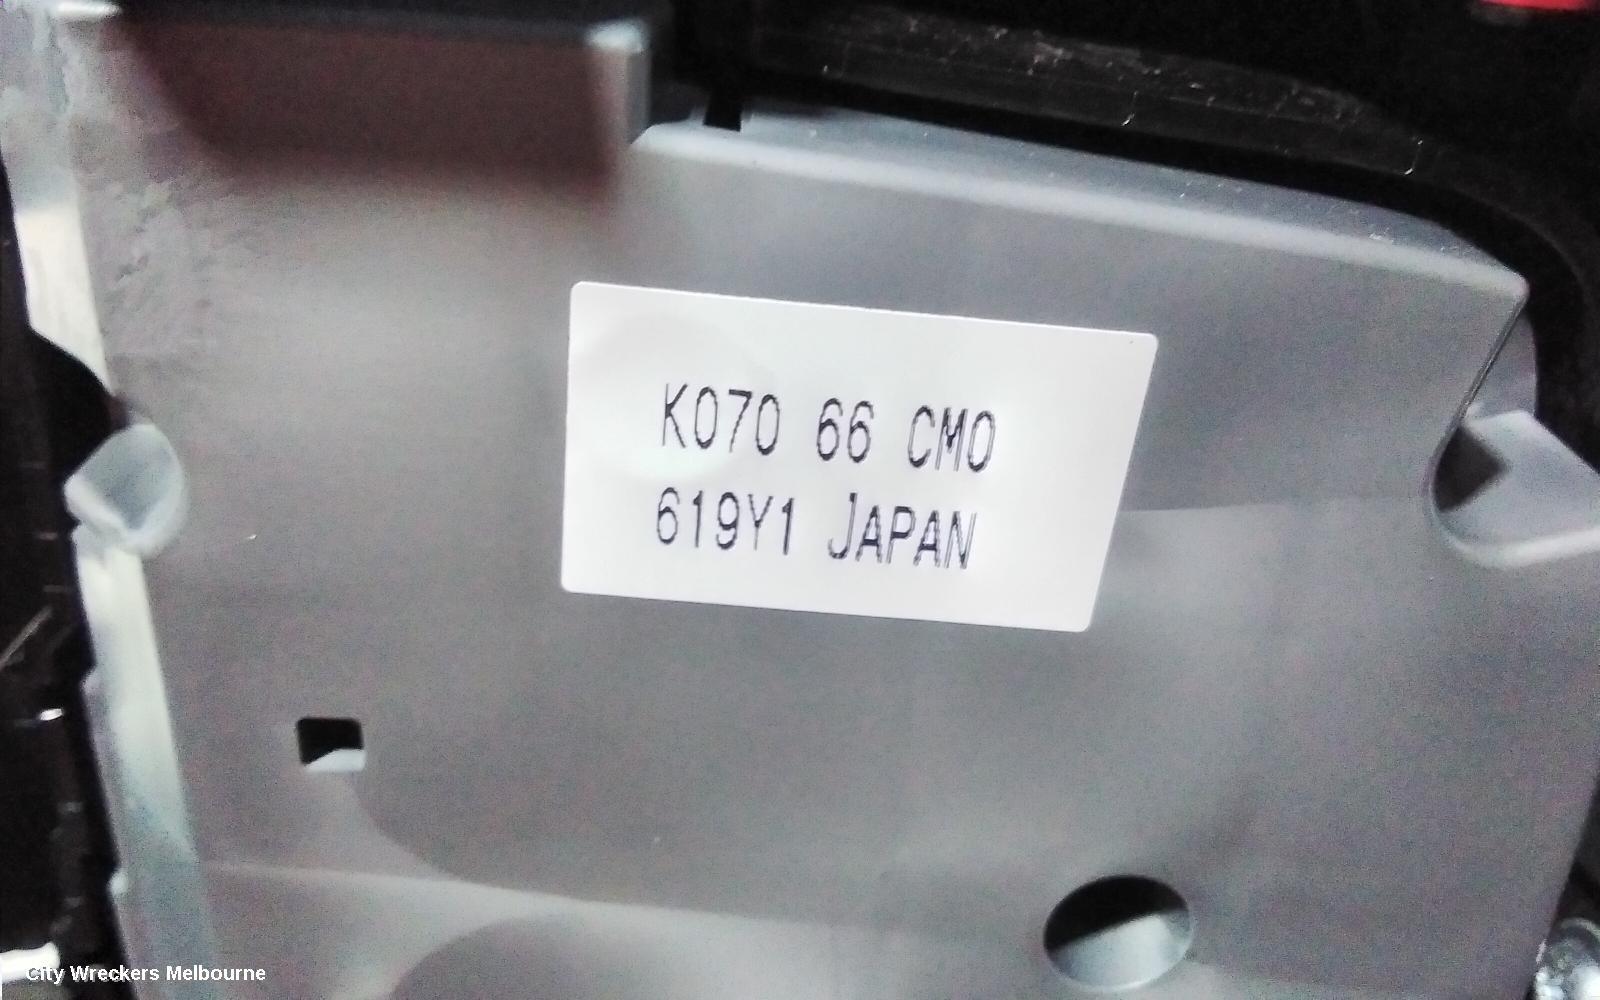 K070 66 CM0
619Y1 JAPAN
City Wreckers Melbourne